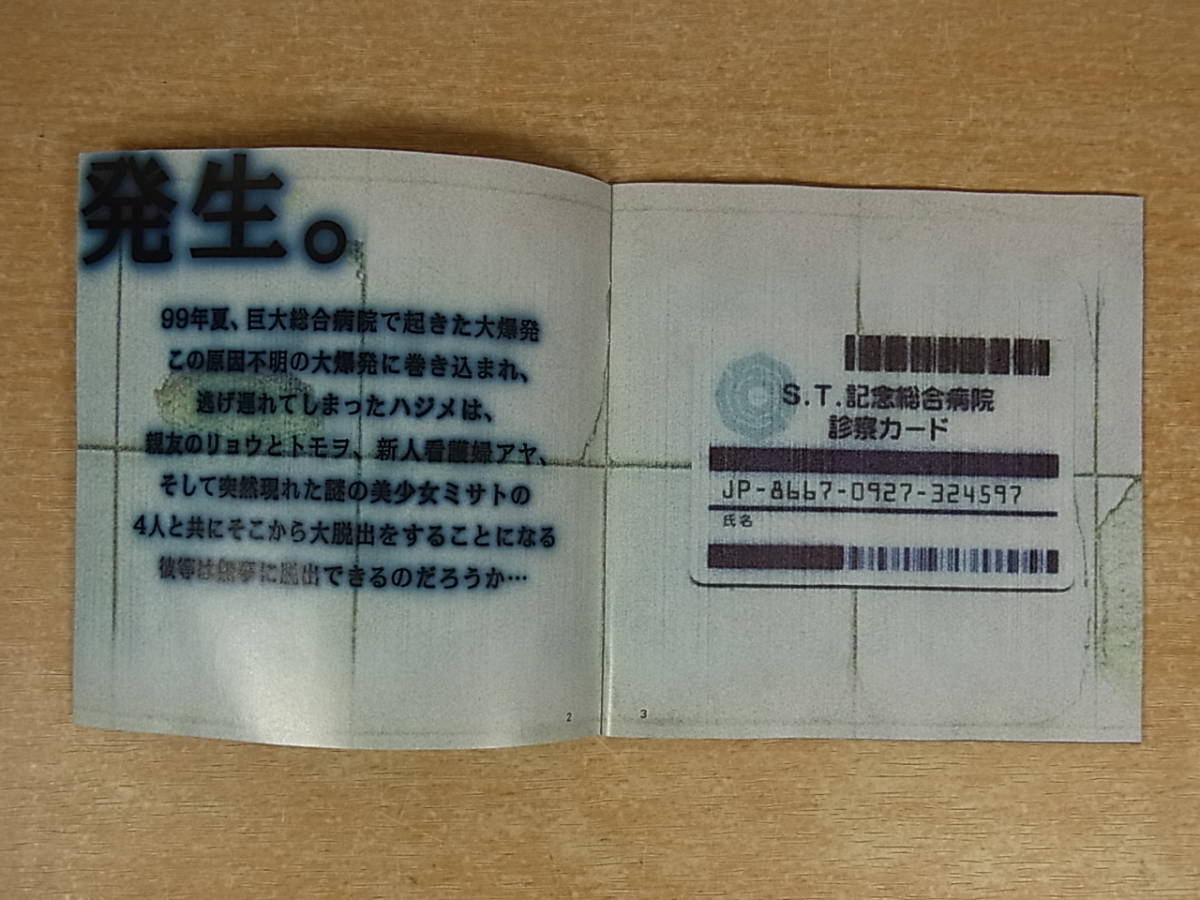 発生。
99年夏、巨大総合病院で起きた大爆発
この原因不明の大爆発に巻き込まれ、
逃げ遅れてしまったハジメは、
親友のリョウとトモヲ、新人看護婦アヤ、
そして突然現れた謎の美少女ミサトの
4人と共にそこから大脱出をすることになる
彼等は無事に脱出できるのだろうか…
2
S.T.記念総合病院
診察カード
JP-8667-0927-324597
氏名
3